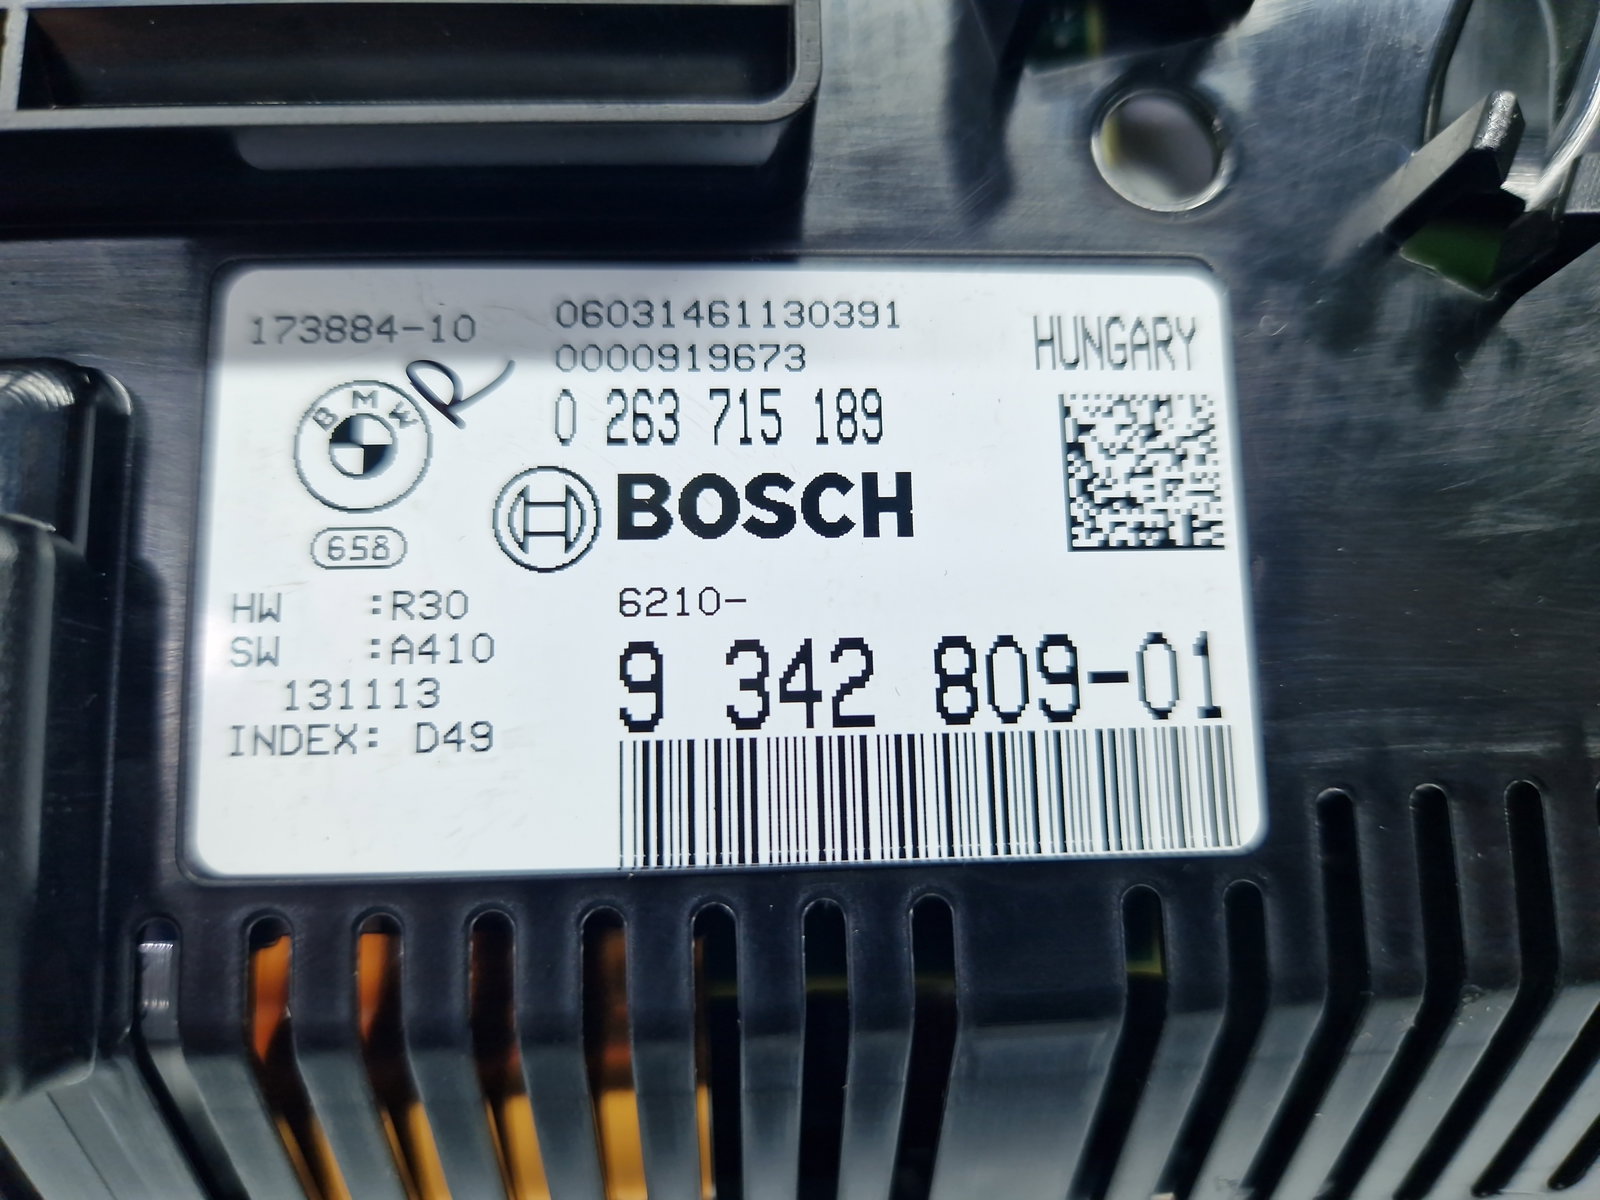 173884-10
06031461130391
0000919673
HUNGARY
R
0 263 715 189
BMW
BOSCH
658
HW :R30
SW :A410
131113
INDEX: D49
6210-
9 342 809-01